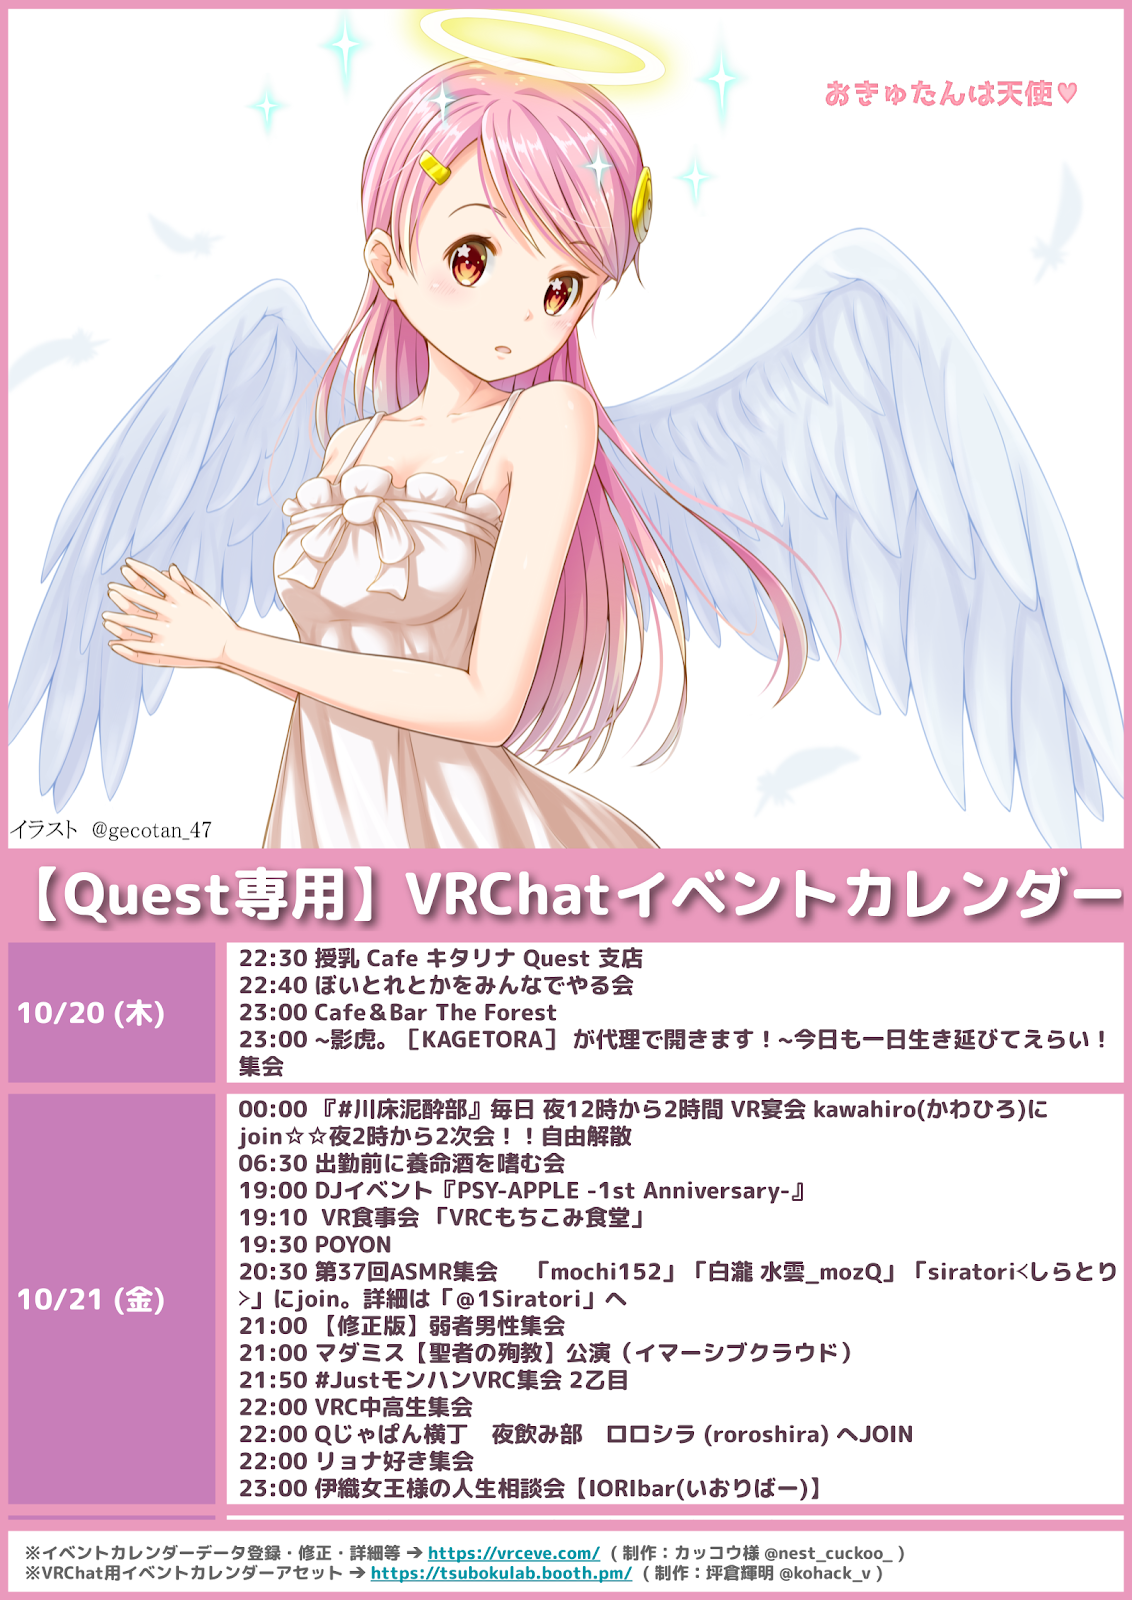 おきゅたんは天使♡
イラスト @gecotan_47
【Quest専用】VRChatイベントカレンダー
10/20 (木)
22:30 授乳 Cafe キタリナ Quest 支店
22:40 ぼいとれとかをみんなでやる会
23:00 Cafe＆Bar The Forest
23:00 ~影虎。［KAGETORA］ が代理で開きます！~今日も一日生き延びてえらい！
集会
10/21 (金)
00:00 『#川床泥酔部』毎日 夜12時から2時間 VR宴会 kawahiro(かわひろ)に
join☆☆夜2時から2次会！！自由解散
06:30 出勤前に養命酒を嗜む会
19:00 DJイベント『PSY-APPLE -1st Anniversary-』
19:10 VR食事会 「VRCもちこみ食堂」
19:30 POYON
20:30 第37回ASMR集会　「mochi152」「白瀧 水雲_mozQ」「siratori<しらとり
>」にjoin。詳細は「@1Siratori」へ
21:00 【修正版】弱者男性集会
21:00 マダミス【聖者の殉教】公演（イマーシブクラウド）
21:50 #JustモンハンVRC集会 2乙目
22:00 VRC中高生集会
22:00 Qじゃぱん横丁　夜飲み部　ロロシラ (roroshira) へJOIN
22:00 リョナ好き集会
23:00 伊織女王様の人生相談会【IORIbar(いおりばー)】
※イベントカレンダーデータ登録・修正・詳細等 ➔ https://vrceve.com/ ( 制作：カッコウ様 @nest_cuckoo_ )
※VRChat用イベントカレンダーアセット ➔ https://tsubokulab.booth.pm/ ( 制作：坪倉輝明 @kohack_v )